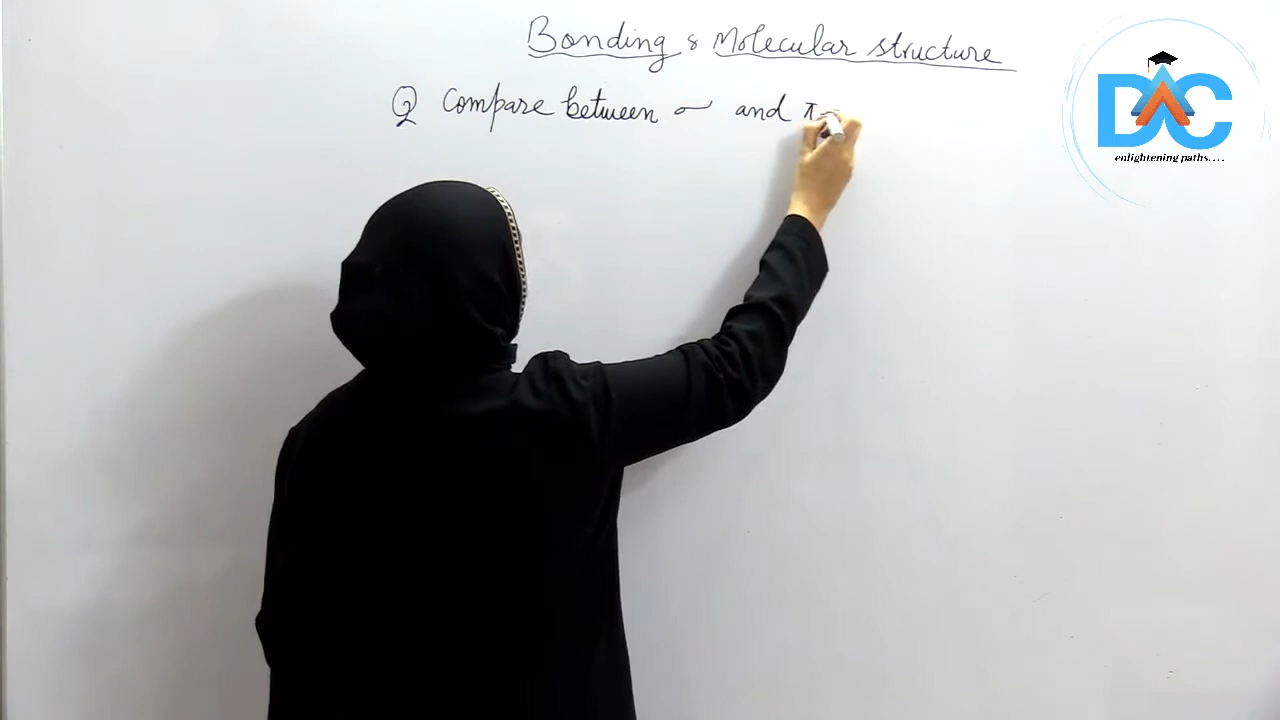 Bonding & Molecular structure
Q Compare between σ and π
DAC
enlightening paths....